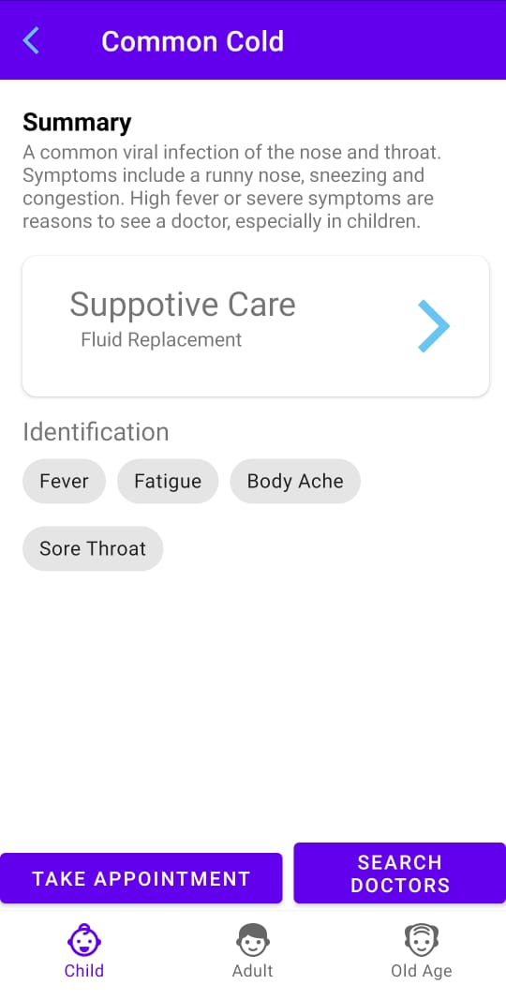 Common Cold
Summary
A common viral infection of the nose and throat.
Symptoms include a runny nose, sneezing and
congestion. High fever or severe symptoms are
reasons to see a doctor, especially in children.
Suppotive Care
Fluid Replacement
Identification
Fever
Fatigue
Body Ache
Sore Throat
TAKE APPOINTMENT
SEARCH
DOCTORS
Child
Adult
Old Age